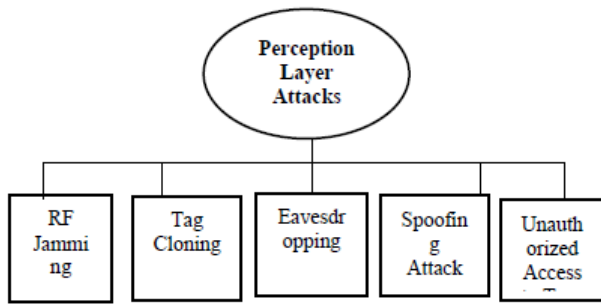 Perception
Layer
Attacks
RF
Jammi
ng
Tag
Cloning
Eavesdr
opping
Spoofin
g
Attack
Unauth
orized
Access